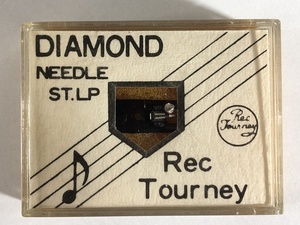 DIAMOND
NEEDLE
ST.LP
Rec
Tourney
Rec
Tourney